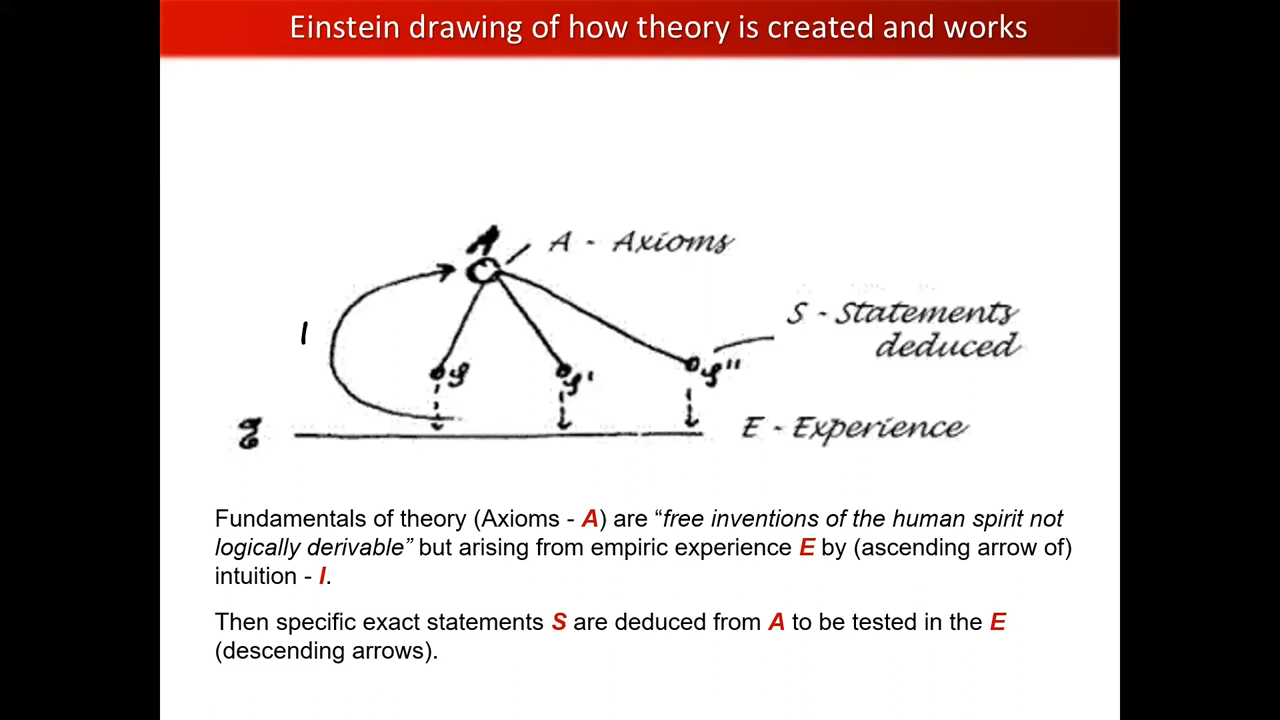 Einstein drawing of how theory is created and works
A
A - Axioms
I
S - Statements
deduced
S
S'
S"
E
E - Experience
Fundamentals of theory (Axioms - A) are “free inventions of the human spirit not
logically derivable” but arising from empiric experience E by (ascending arrow of)
intuition - I.
Then specific exact statements S are deduced from A to be tested in the E
(descending arrows).